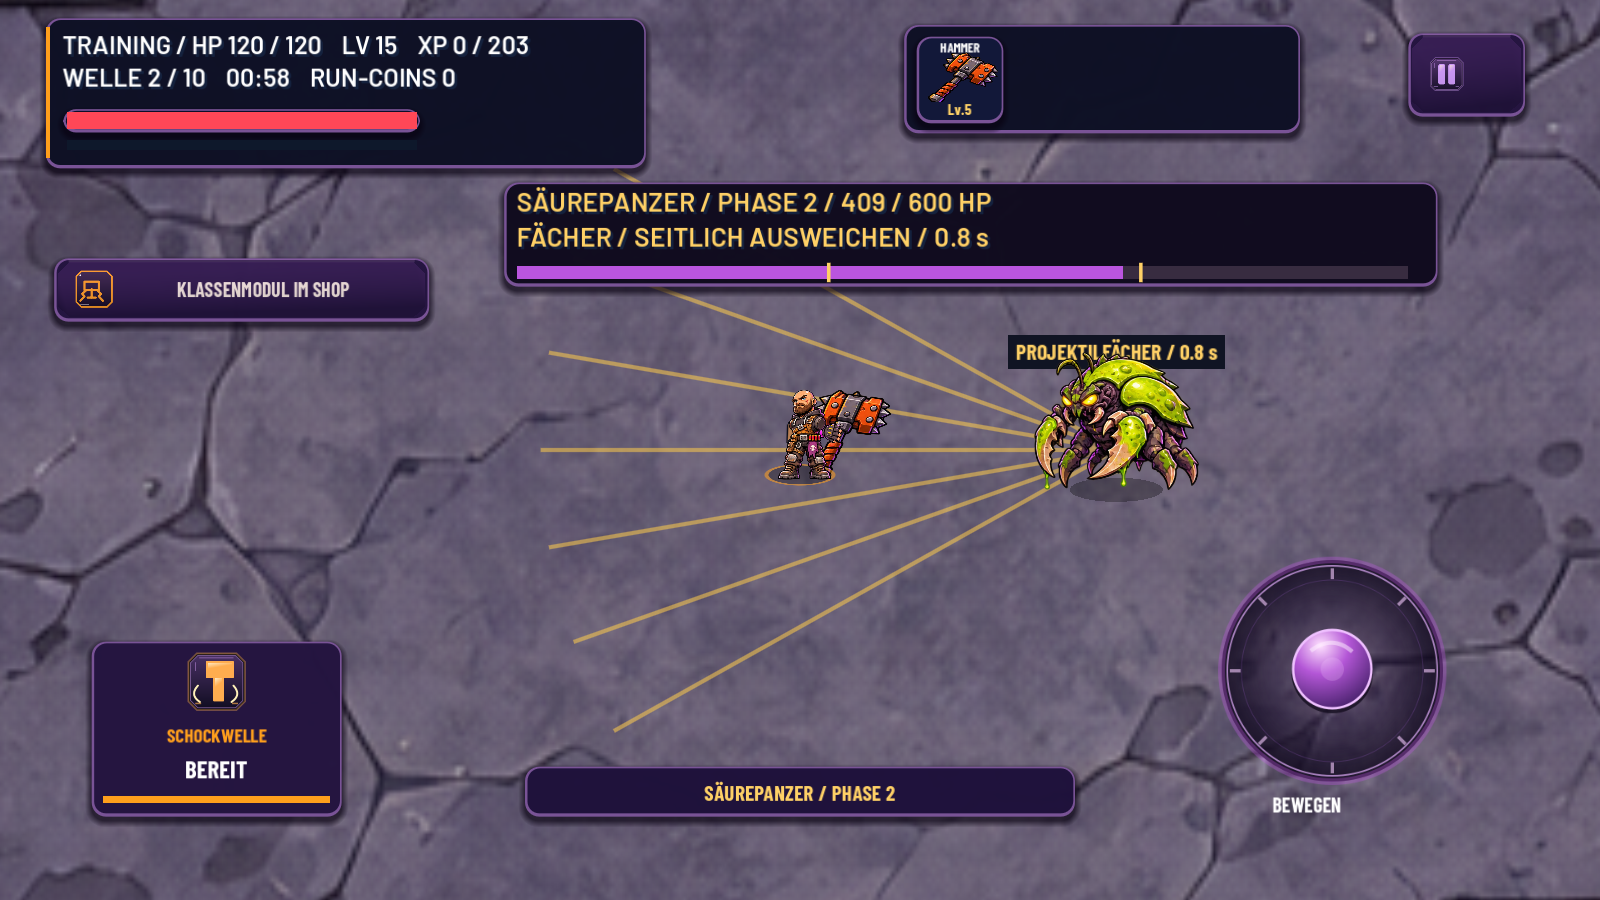 TRAINING / HP 120 / 120 LV 15 XP 0 / 203
WELLE 2 / 10 00:58 RUN-COINS 0
HAMMER
Lv.5
SÄUREPANZER / PHASE 2 / 409 / 600 HP
FÄCHER / SEITLICH AUSWEICHEN / 0.8 s
KLASSENMODUL IM SHOP
PROJEKTILFÄCHER / 0.8 s
SCHOCKWELLE
BEREIT
SÄUREPANZER / PHASE 2
BEWEGEN